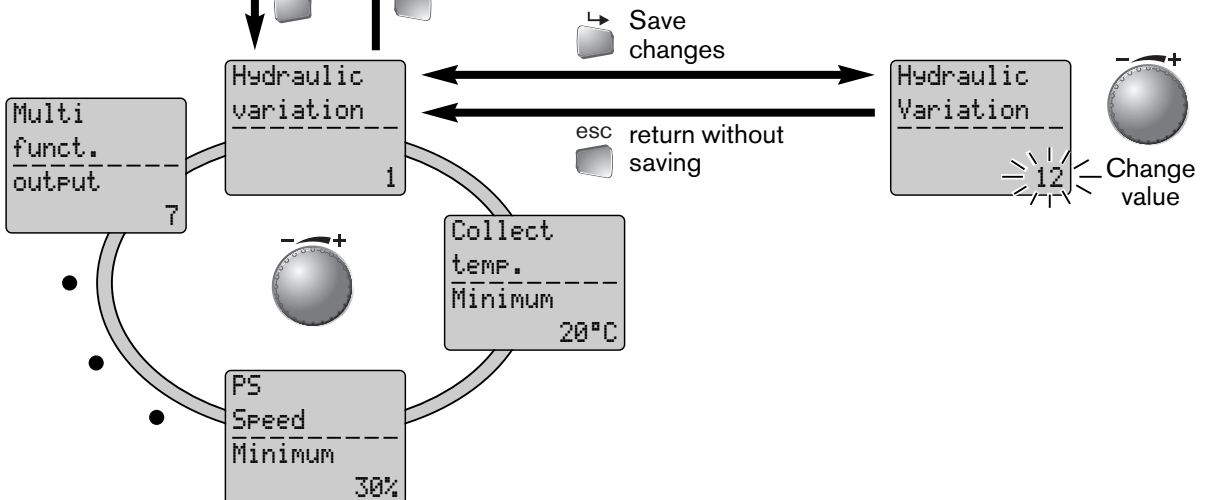 Save
changes
Hydraulic
variation
1
Hydraulic
Variation
12
- +
Change
value
esc
return without
saving
Multi
funct.
output
7
- +
Collect
temp.
Minimum
20°C
PS
Speed
Minimum
30%